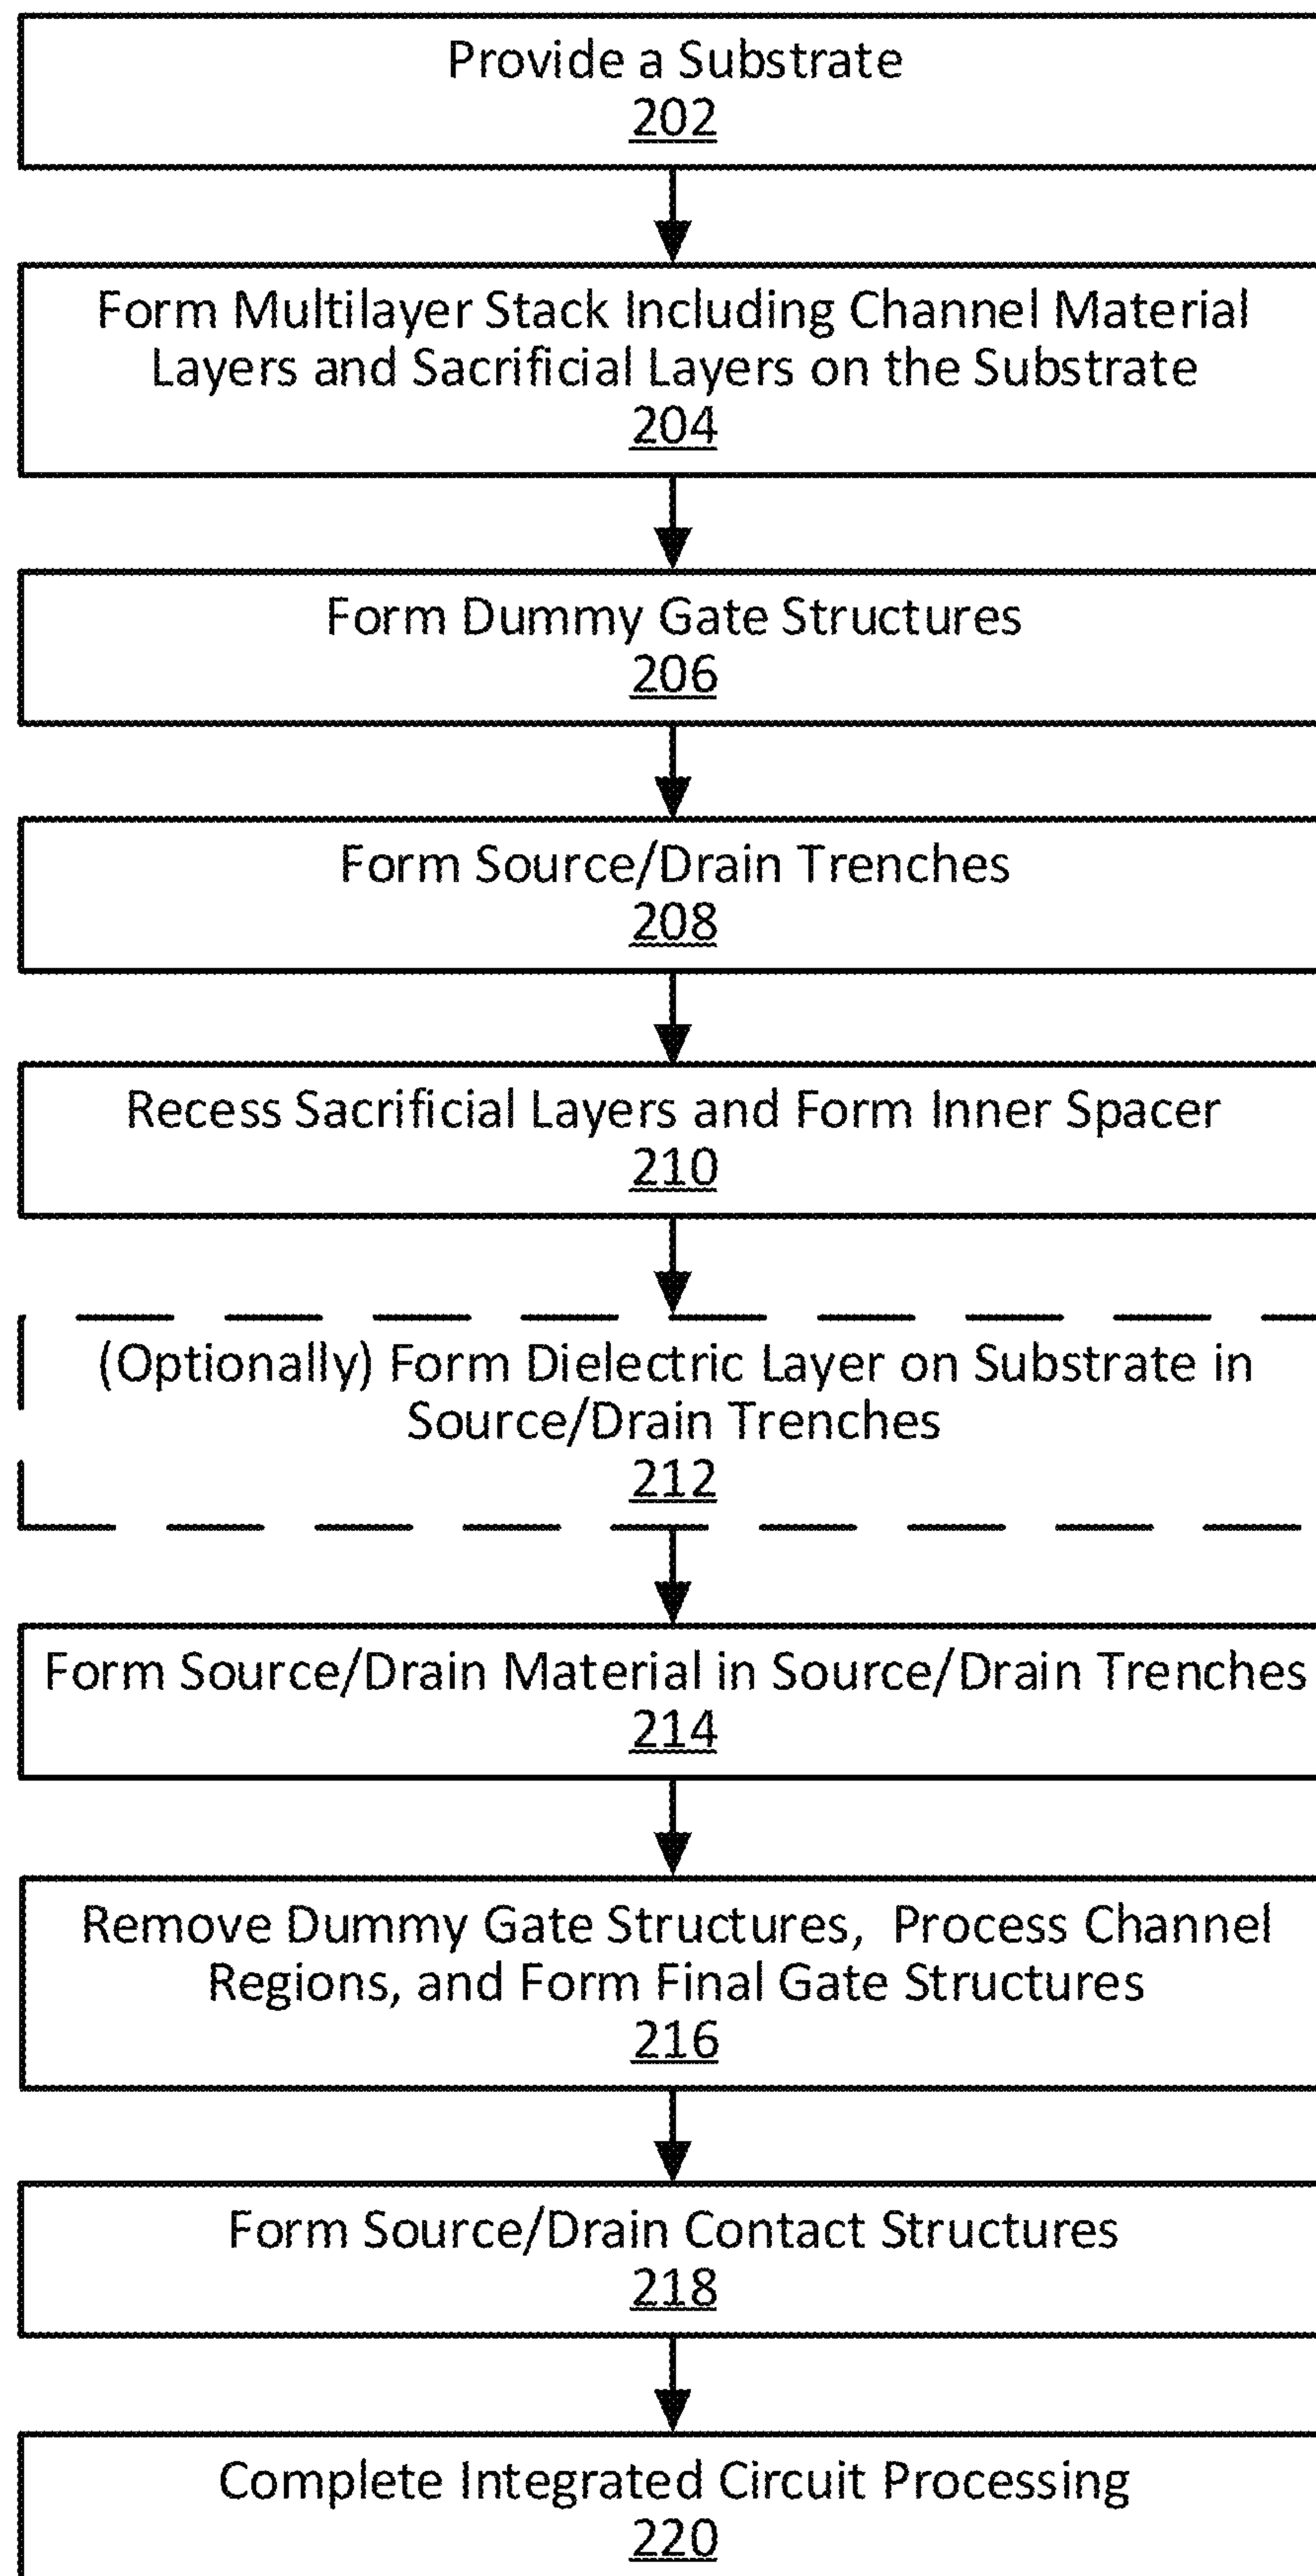 Provide a Substrate
202
Form Multilayer Stack Including Channel Material
Layers and Sacrificial Layers on the Substrate
204
Form Dummy Gate Structures
206
Form Source/Drain Trenches
208
Recess Sacrificial Layers and Form Inner Spacer
210
(Optionally) Form Dielectric Layer on Substrate in
Source/Drain Trenches
212
Form Source/Drain Material in Source/Drain Trenches
214
Remove Dummy Gate Structures, Process Channel
Regions, and Form Final Gate Structures
216
Form Source/Drain Contact Structures
218
Complete Integrated Circuit Processing
220